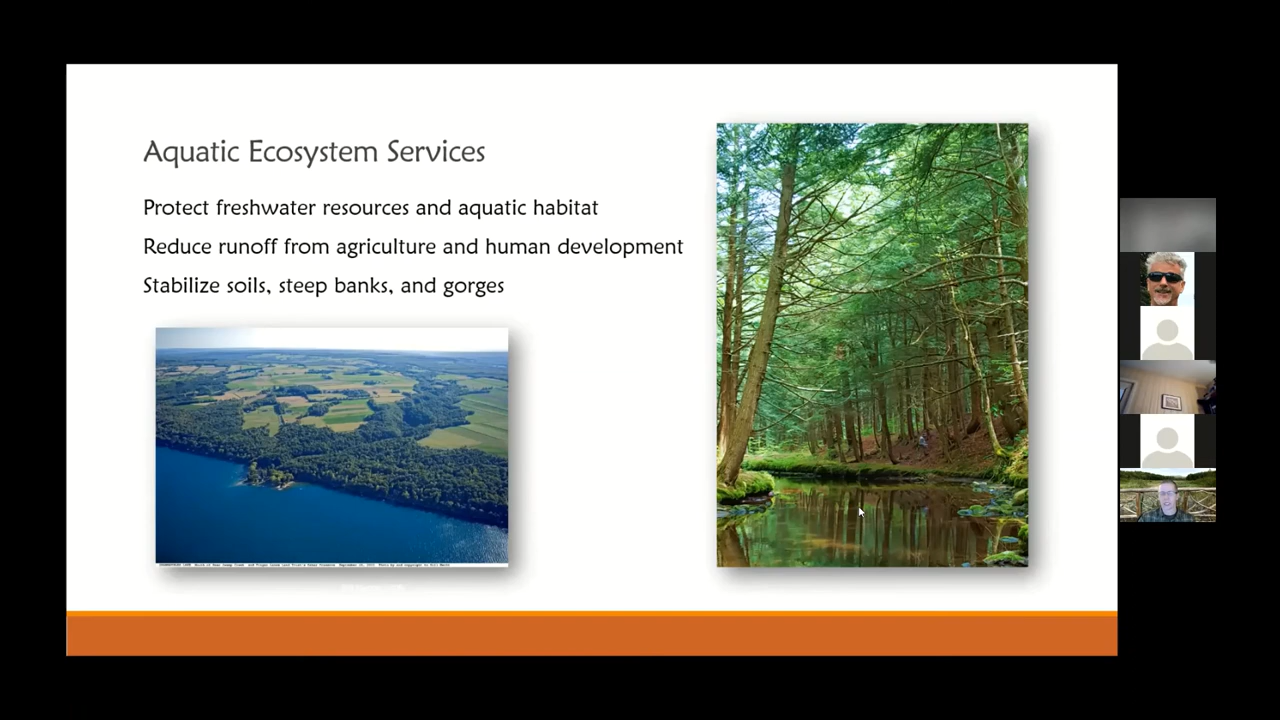 Aquatic Ecosystem Services
Protect freshwater resources and aquatic habitat
Reduce runoff from agriculture and human development
Stabilize soils, steep banks, and gorges